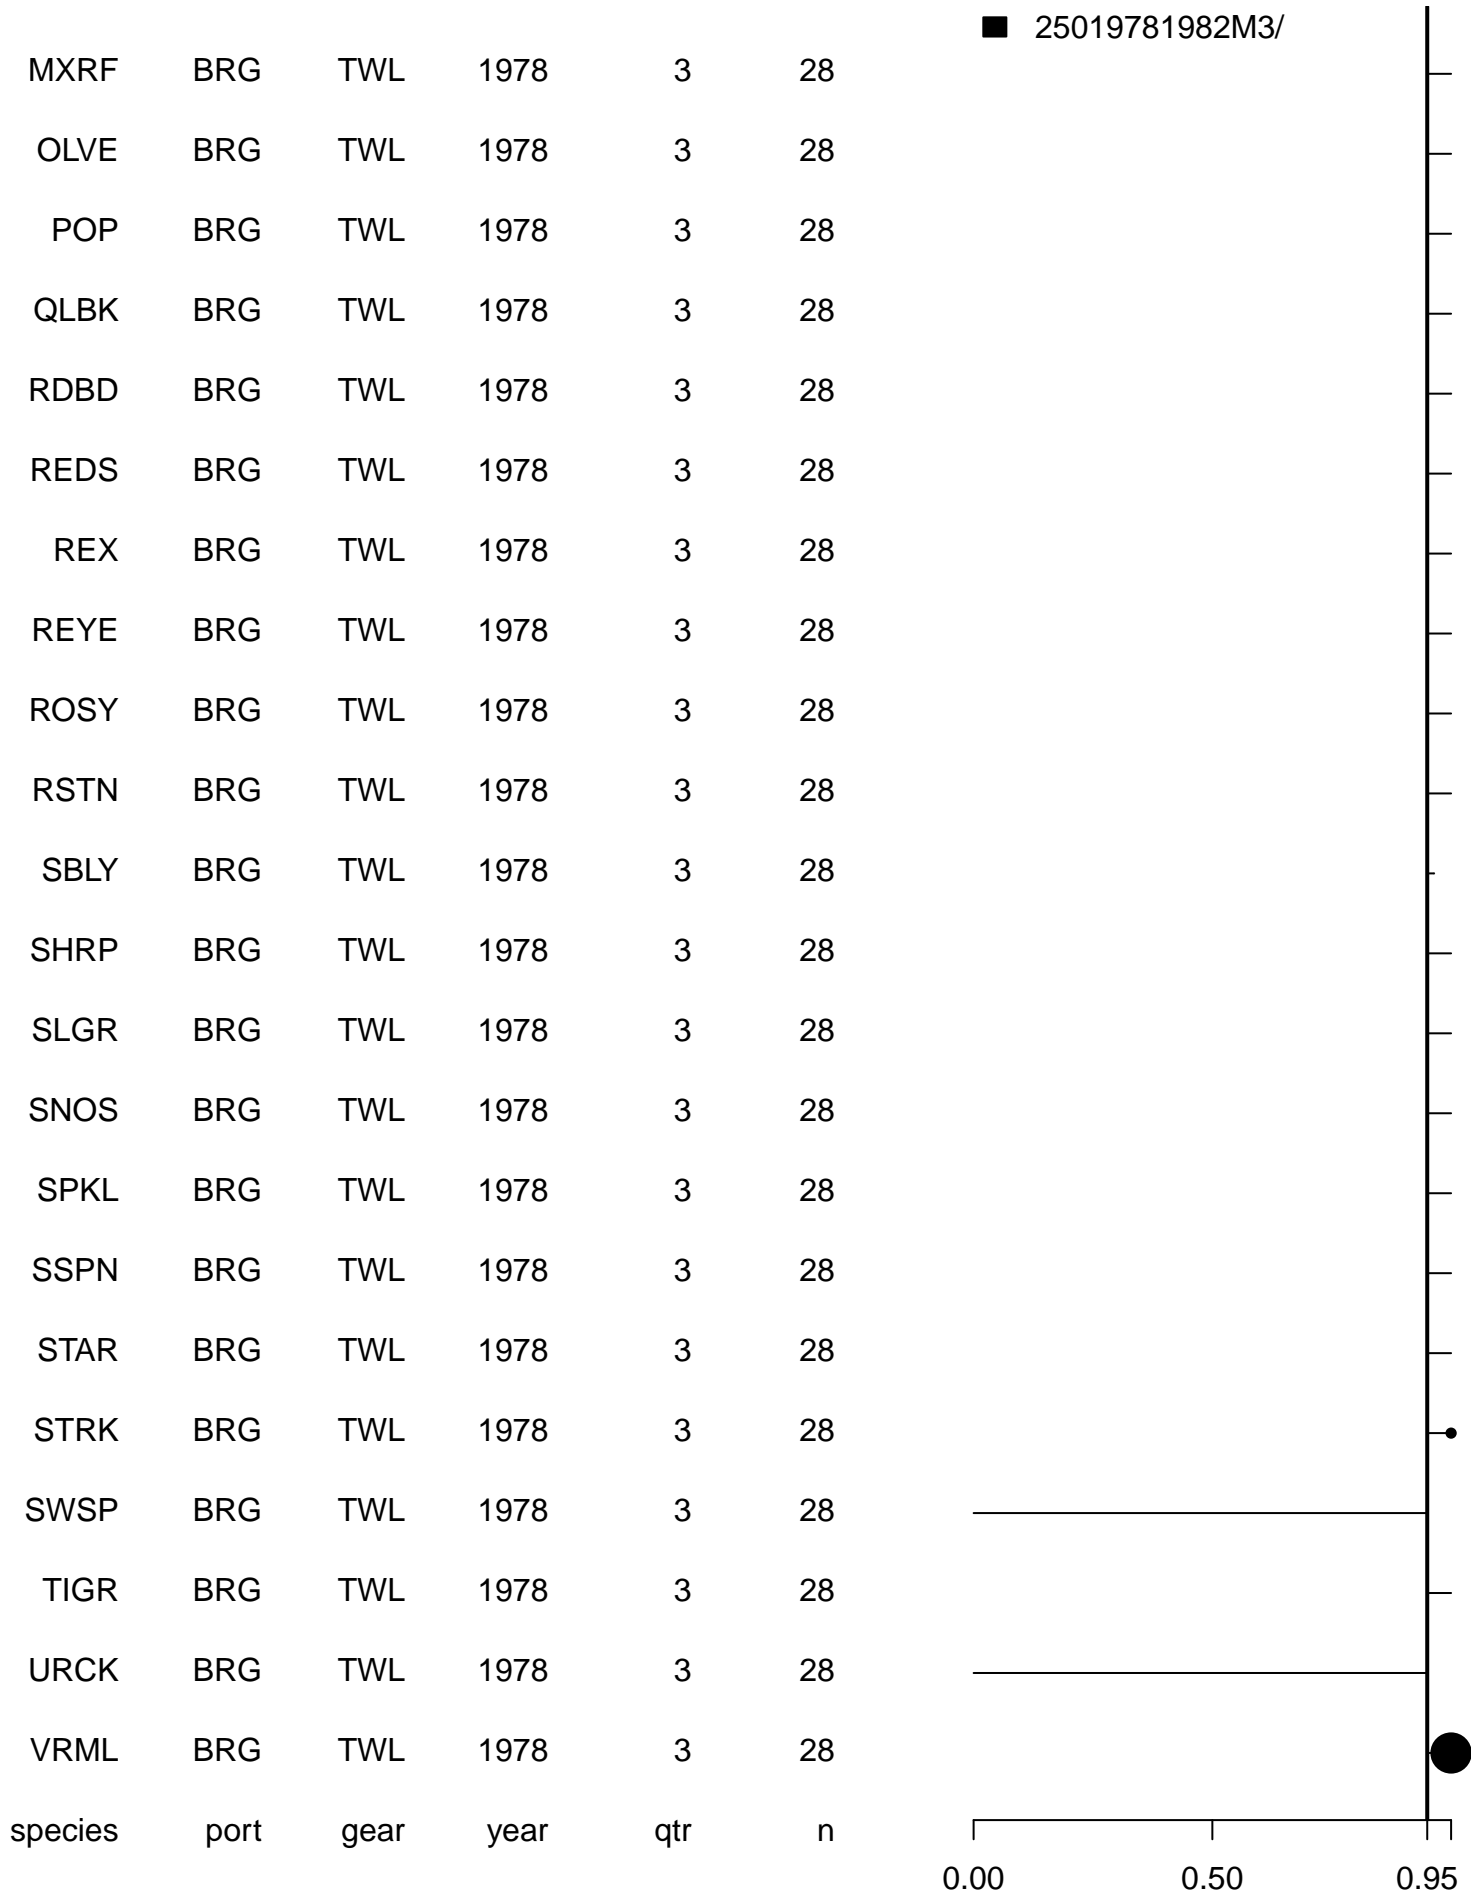 25019781982M3/
MXRF BRG TWL 1978 3 28
OLVE BRG TWL 1978 3 28
POP BRG TWL 1978 3 28
QLBK BRG TWL 1978 3 28
RDBD BRG TWL 1978 3 28
REDS BRG TWL 1978 3 28
REX BRG TWL 1978 3 28
REYE BRG TWL 1978 3 28
ROSY BRG TWL 1978 3 28
RSTN BRG TWL 1978 3 28
SBLY BRG TWL 1978 3 28
SHRP BRG TWL 1978 3 28
SLGR BRG TWL 1978 3 28
SNOS BRG TWL 1978 3 28
SPKL BRG TWL 1978 3 28
SSPN BRG TWL 1978 3 28
STAR BRG TWL 1978 3 28
STRK BRG TWL 1978 3 28
SWSP BRG TWL 1978 3 28
TIGR BRG TWL 1978 3 28
URCK BRG TWL 1978 3 28
VRML BRG TWL 1978 3 28
species port gear year qtr n
0.00 0.50 0.95